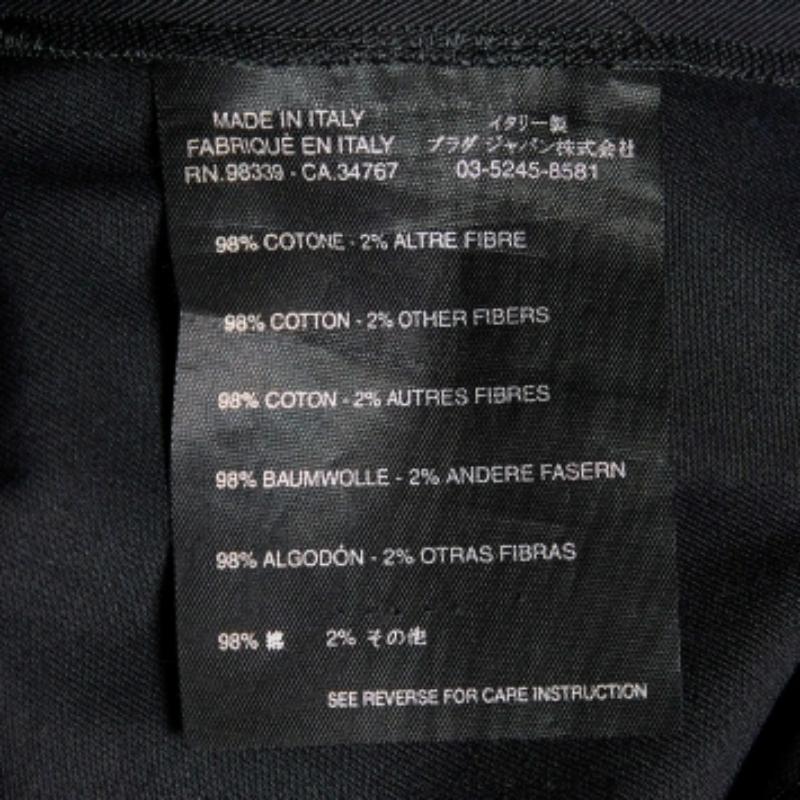 MADE IN ITALY
FABRIQUÉ EN ITALY
RN.98339 - CA.34767
イタリー製
プラダ ジャパン株式会社
03-5245-8581
98% COTONE - 2% ALTRE FIBRE
98% COTTON - 2% OTHER FIBERS
98% COTON - 2% AUTRES FIBRES
98% BAUMWOLLE - 2% ANDERE FASERN
98% ALGODÓN - 2% OTRAS FIBRAS
98% 綿 2% その他
SEE REVERSE FOR CARE INSTRUCTION